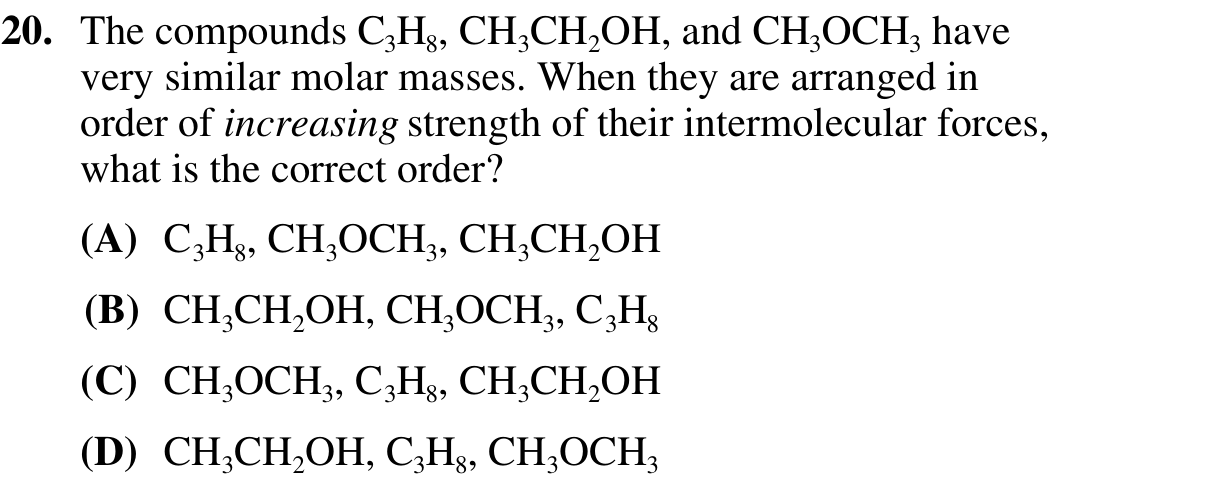 20. The compounds C₃H₈, CH₃CH₂OH, and CH₃OCH₃ have
very similar molar masses. When they are arranged in
order of increasing strength of their intermolecular forces,
what is the correct order?
(A) C₃H₈, CH₃OCH₃, CH₃CH₂OH
(B) CH₃CH₂OH, CH₃OCH₃, C₃H₈
(C) CH₃OCH₃, C₃H₈, CH₃CH₂OH
(D) CH₃CH₂OH, C₃H₈, CH₃OCH₃